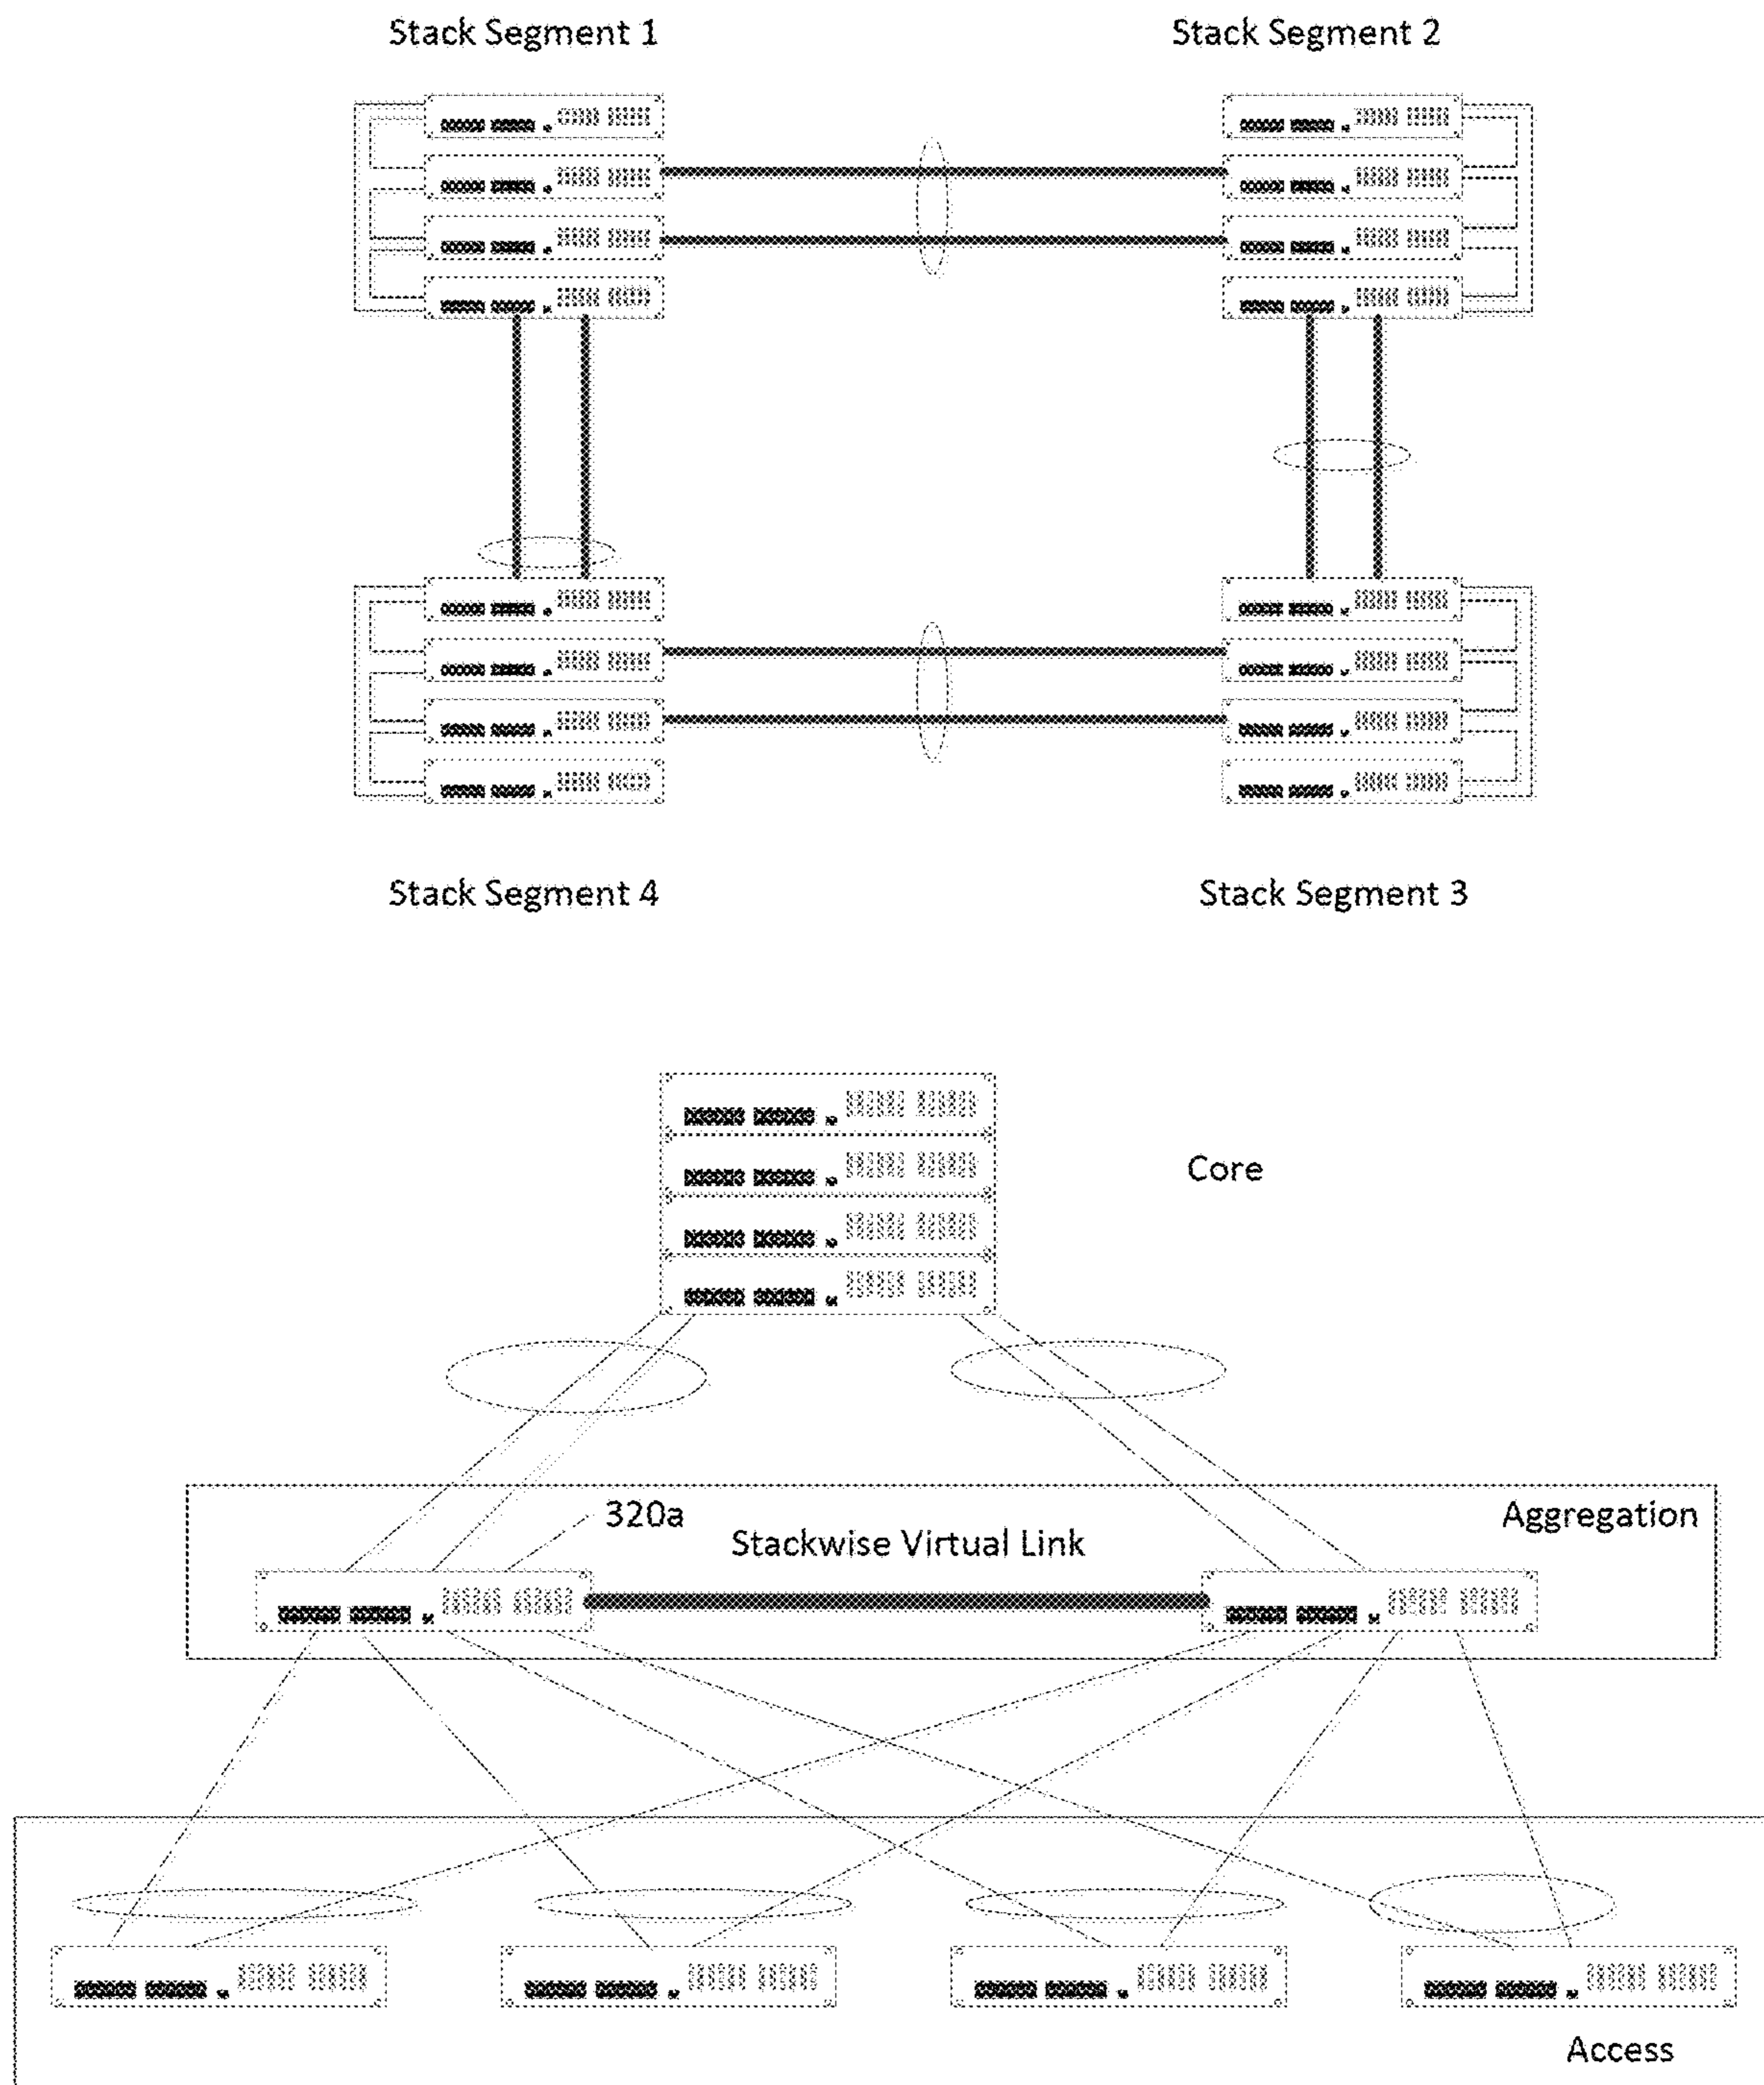 Stack Segment 1
Stack Segment 2
Stack Segment 4
Stack Segment 3
Core
320a
Aggregation
Stackwise Virtual Link
Access